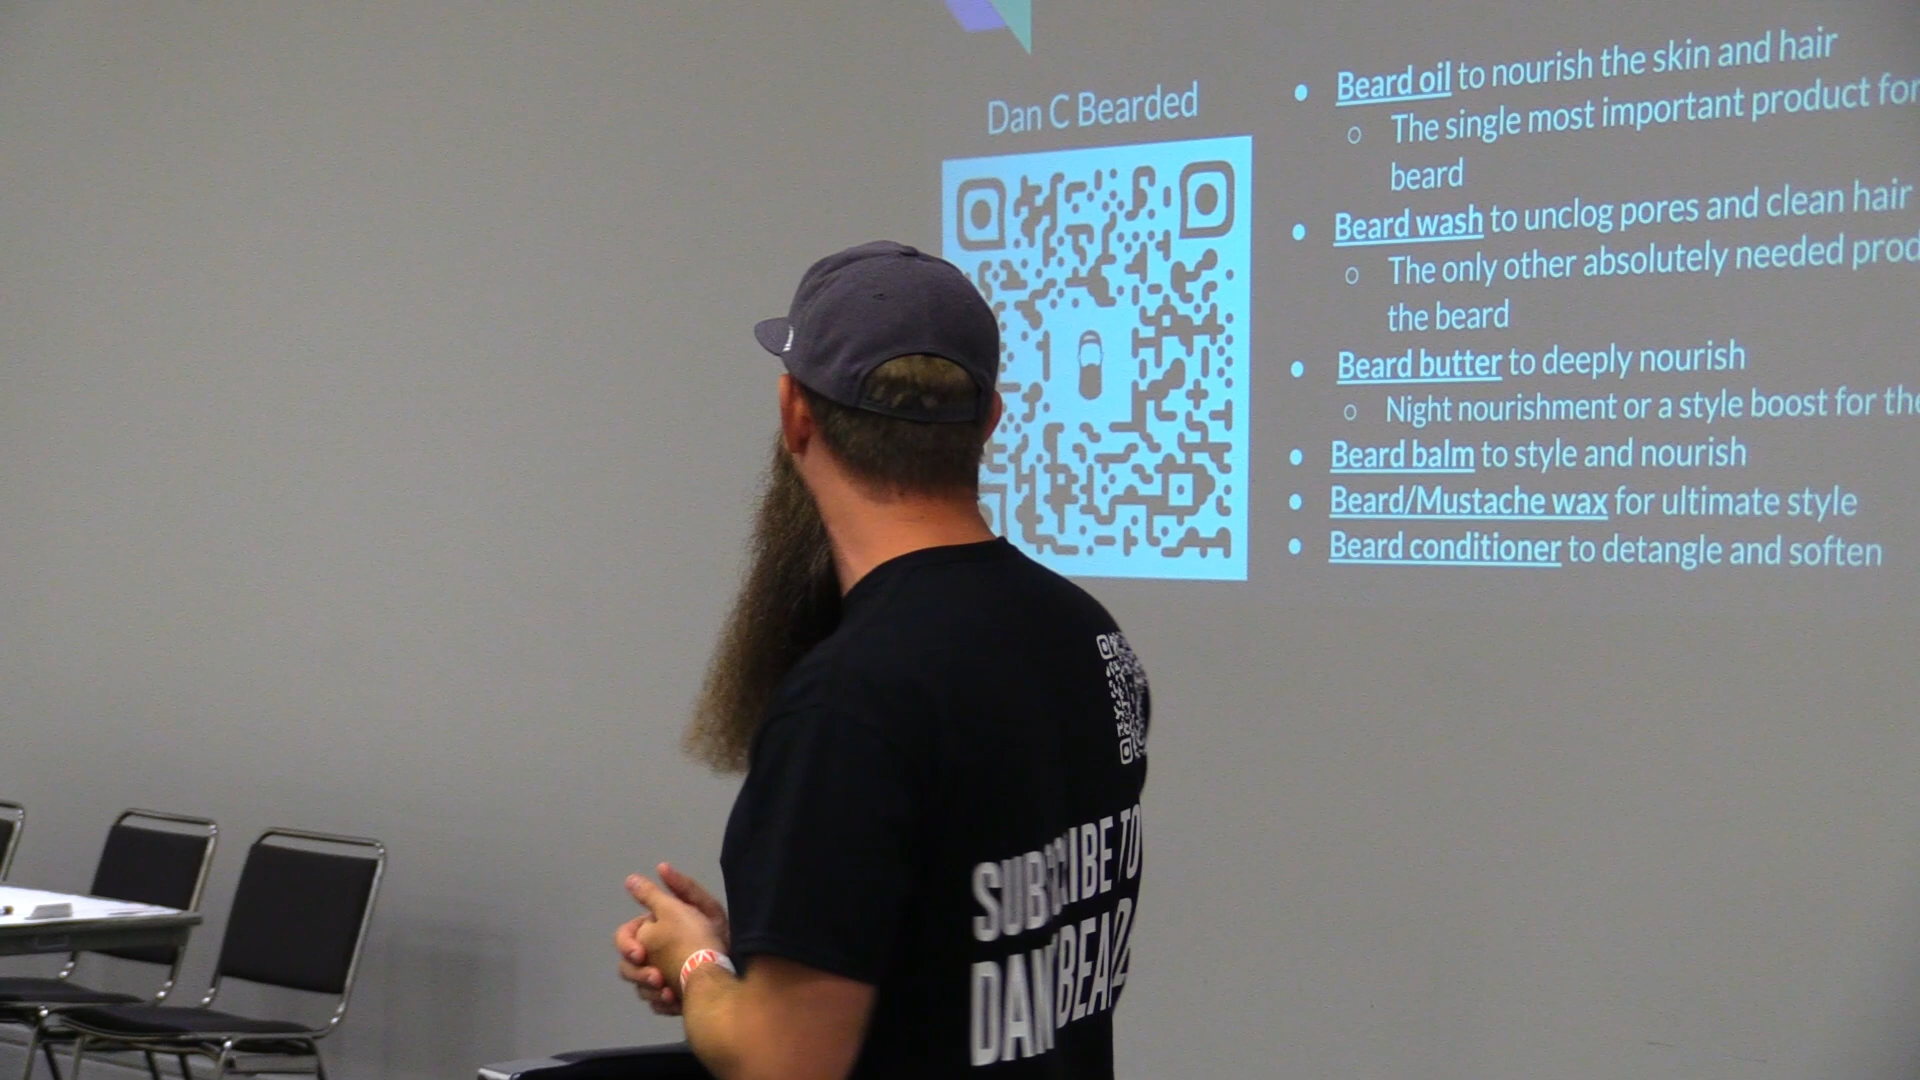 Dan C Bearded
• Beard oil to nourish the skin and hair
○ The single most important product for
beard
• Beard wash to unclog pores and clean hair
○ The only other absolutely needed prod
the beard
• Beard butter to deeply nourish
○ Night nourishment or a style boost for the
• Beard balm to style and nourish
• Beard/Mustache wax for ultimate style
• Beard conditioner to detangle and soften
SUBSCRIBE TO
DAN